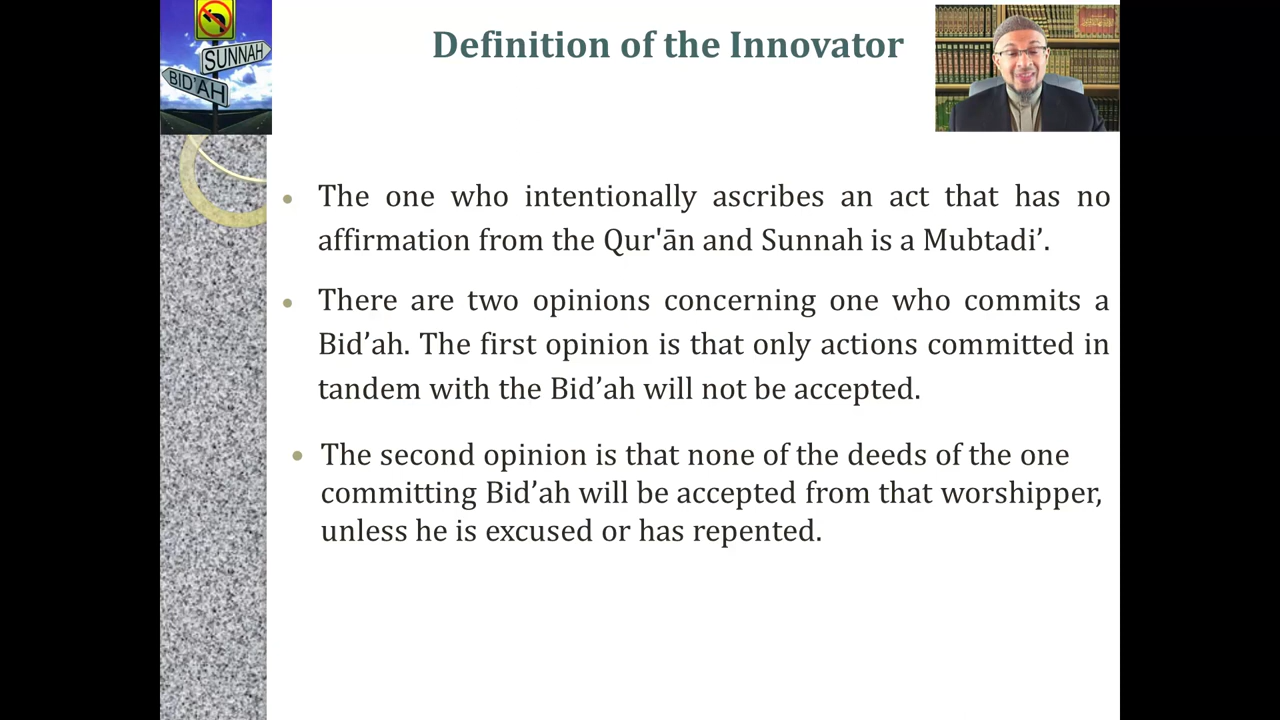 SUNNAH
BID'AH
Definition of the Innovator
• The one who intentionally ascribes an act that has no
affirmation from the Qur'ān and Sunnah is a Mubtadi’.
• There are two opinions concerning one who commits a
Bid’ah. The first opinion is that only actions committed in
tandem with the Bid’ah will not be accepted.
• The second opinion is that none of the deeds of the one
committing Bid’ah will be accepted from that worshipper,
unless he is excused or has repented.